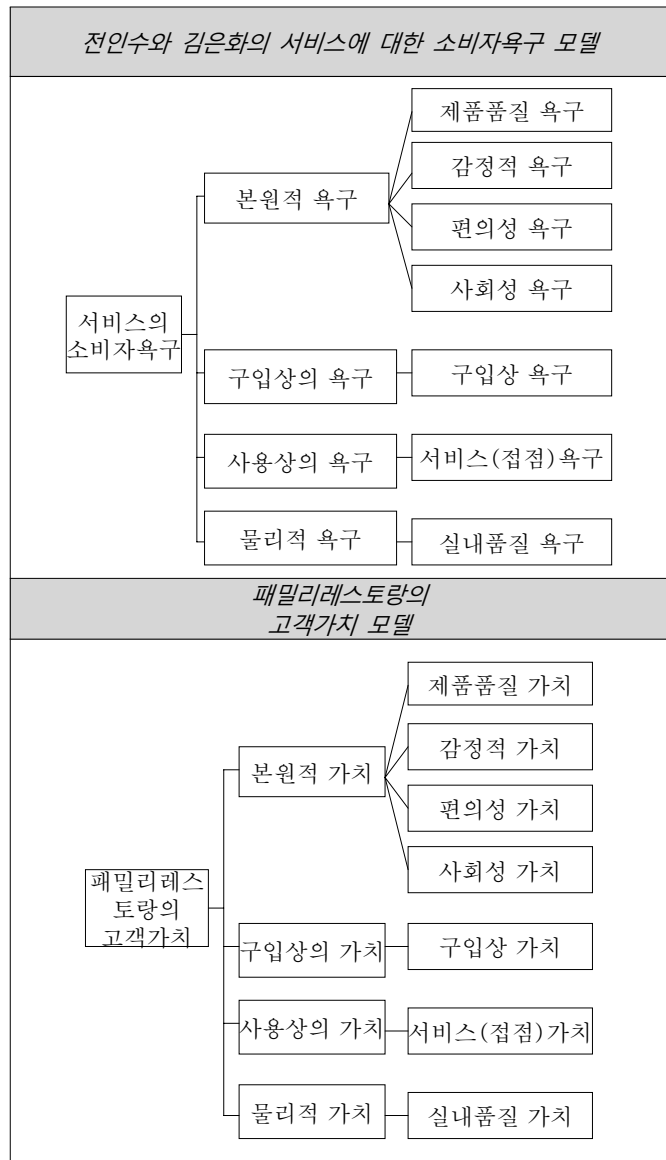 전인수와 김은화의 서비스에 대한 소비자욕구 모델
제품품질 욕구
감정적 욕구
본원적 욕구
편의성 욕구
사회성 욕구
서비스의
소비자욕구
구입상의 욕구
구입상 욕구
사용상의 욕구
서비스(접점)욕구
물리적 욕구
실내품질 욕구
패밀리레스토랑의
고객가치 모델
제품품질 가치
감정적 가치
본원적 가치
편의성 가치
사회성 가치
패밀리레스
토랑의
고객가치
구입상의 가치
구입상 가치
사용상의 가치
서비스(접점)가치
물리적 가치
실내품질 가치